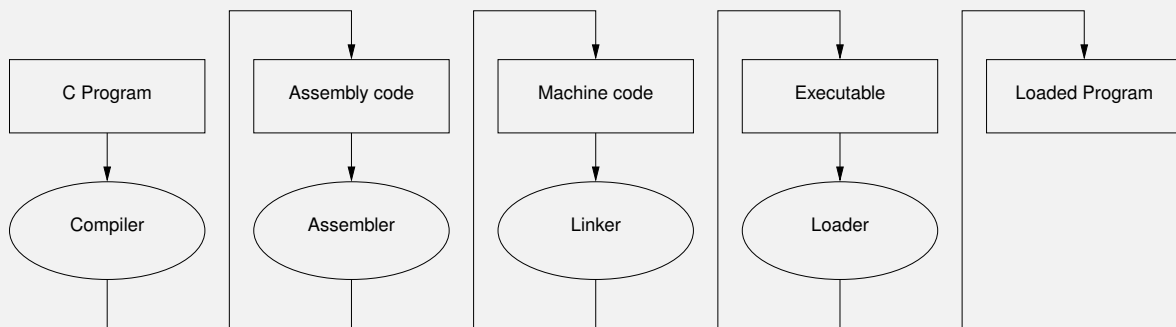 C Program
Assembly code
Machine code
Executable
Loaded Program
Compiler
Assembler
Linker
Loader